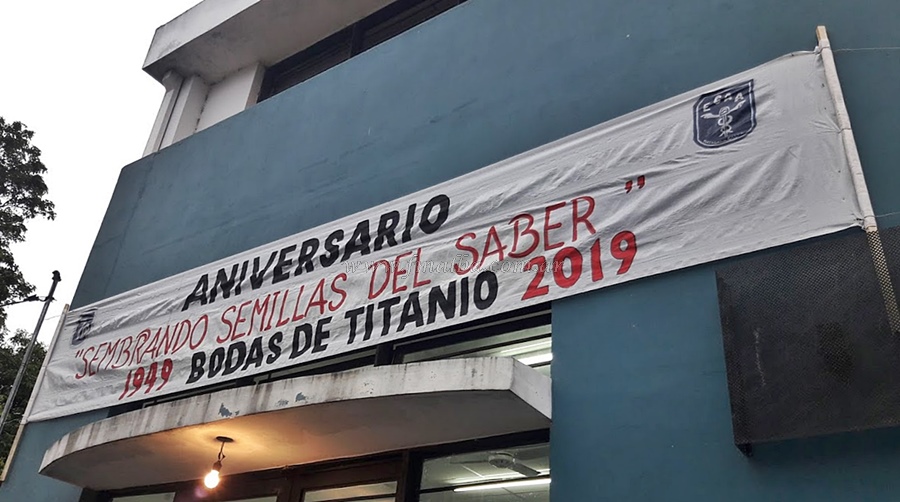 ANIVERSARIO
"SEMBRANDO SEMILLAS DEL SABER"
1949 BODAS DE TITANIO 2019